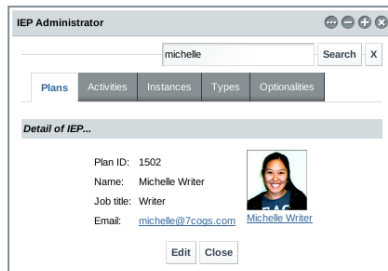 IEP Administrator
michelle
Search
X
Plans
Activities
Instances
Types
Optionalities
Detail of IEP...
Plan ID: 1502
Name: Michelle Writer
Job title: Writer
Email: michelle@7cogs.com
Michelle Writer
Edit
Close